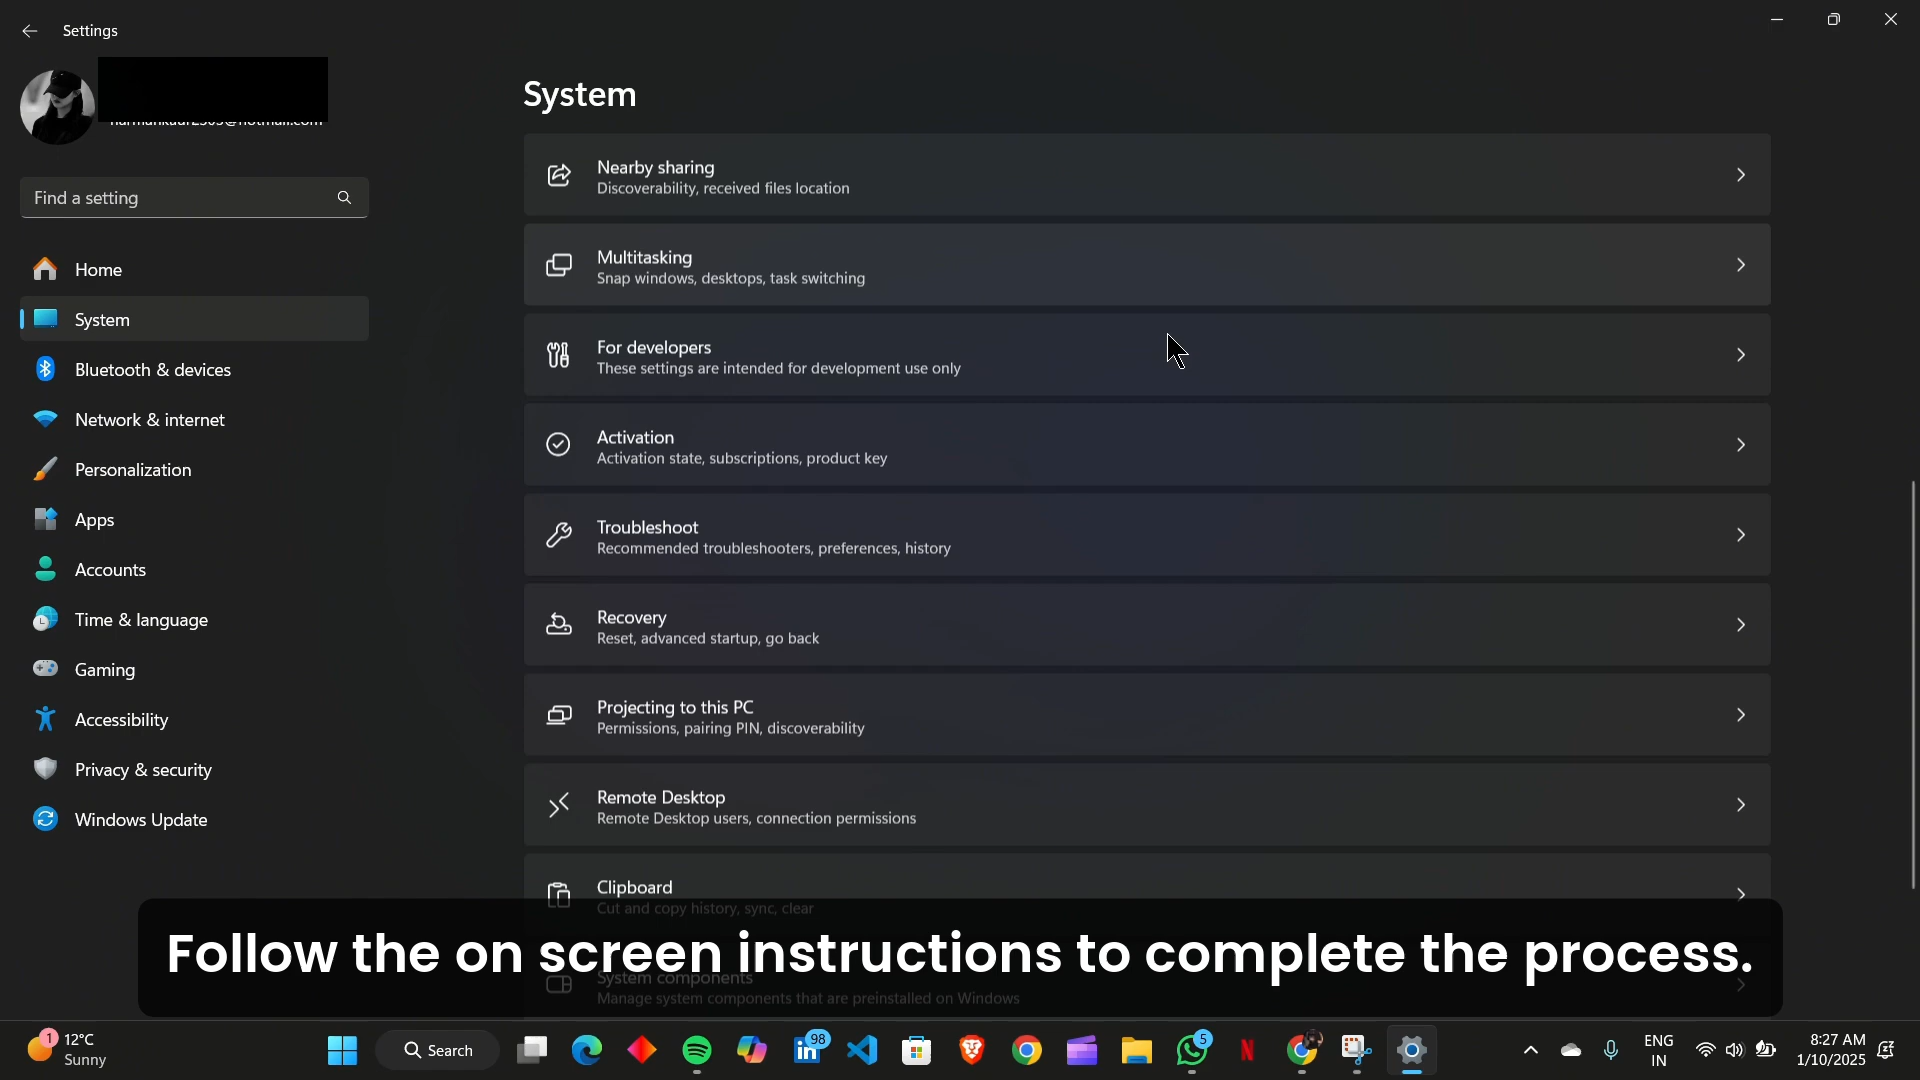 Settings
System
Find a setting
Home
System
Bluetooth & devices
Network & internet
Personalization
Apps
Accounts
Time & language
Gaming
Accessibility
Privacy & security
Windows Update
Nearby sharing
Discoverability, received files location
Multitasking
Snap windows, desktops, task switching
For developers
These settings are intended for development use only
Activation
Activation state, subscriptions, product key
Troubleshoot
Recommended troubleshooters, preferences, history
Recovery
Reset, advanced startup, go back
Projecting to this PC
Permissions, pairing PIN, discoverability
Remote Desktop
Remote Desktop users, connection permissions
Clipboard
Cut and copy history, sync, clear
System components
Manage system components that are preinstalled on Windows
Follow the on screen instructions to complete the process.
1
12°C
Sunny
Search
98
5
ENG
IN
8:27 AM
1/10/2025